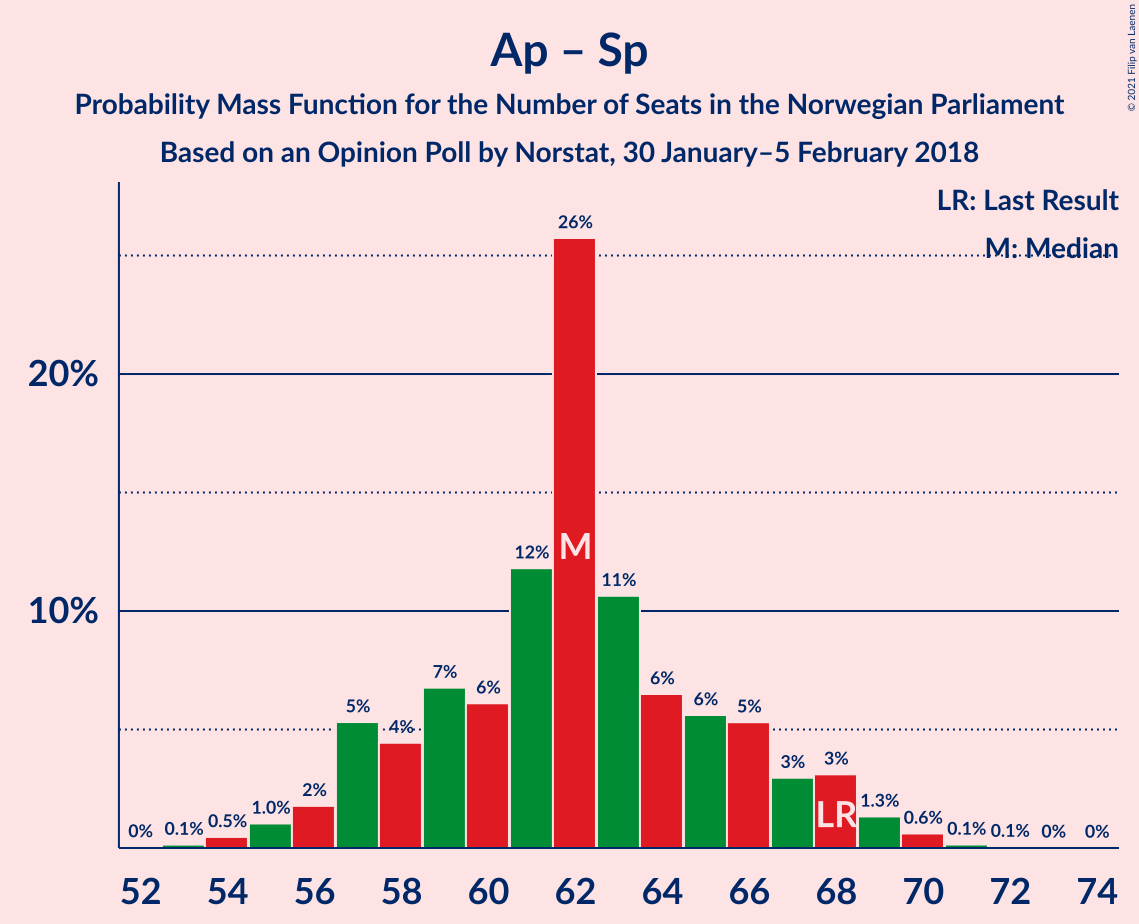 Ap – Sp
Probability Mass Function for the Number of Seats in the Norwegian Parliament
Based on an Opinion Poll by Norstat, 30 January–5 February 2018
© 2021 Filip van Laenen
LR: Last Result
M: Median
20%
10%
0%
0.1%
0.5%
1.0%
2%
5%
4%
7%
6%
12%
26%
11%
6%
6%
5%
3%
3%
1.3%
0.6%
0.1%
0.1%
0%
0%
M
LR
52 54 56 58 60 62 64 66 68 70 72 74